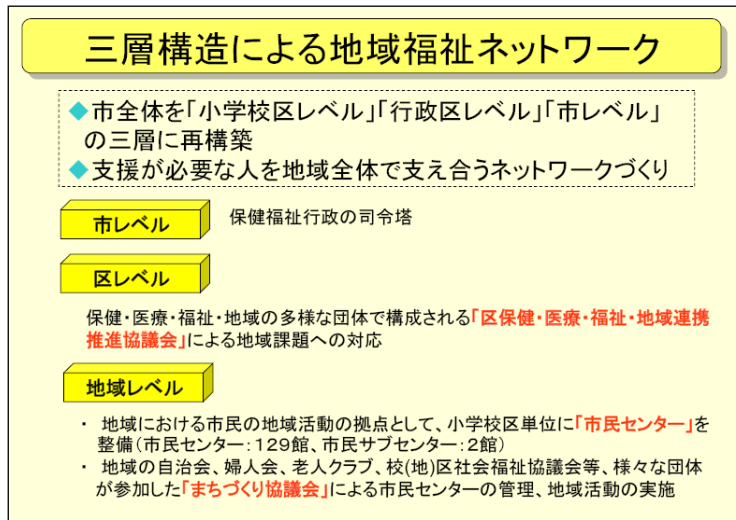 三層構造による地域福祉ネットワーク
◆市全体を「小学校区レベル」「行政区レベル」「市レベル」
の三層に再構築
◆支援が必要な人を地域全体で支え合うネットワークづくり
市レベル
保健福祉行政の司令塔
区レベル
保健・医療・福祉・地域の多様な団体で構成される「区保健・医療・福祉・地域連携
推進協議会」による地域課題への対応
地域レベル
・ 地域における市民の地域活動の拠点として、小学校区単位に「市民センター」を
整備(市民センター:129館、市民サブセンター:2館)
・ 地域の自治会、婦人会、老人クラブ、校(地)区社会福祉協議会等、様々な団体
が参加した「まちづくり協議会」による市民センターの管理、地域活動の実施